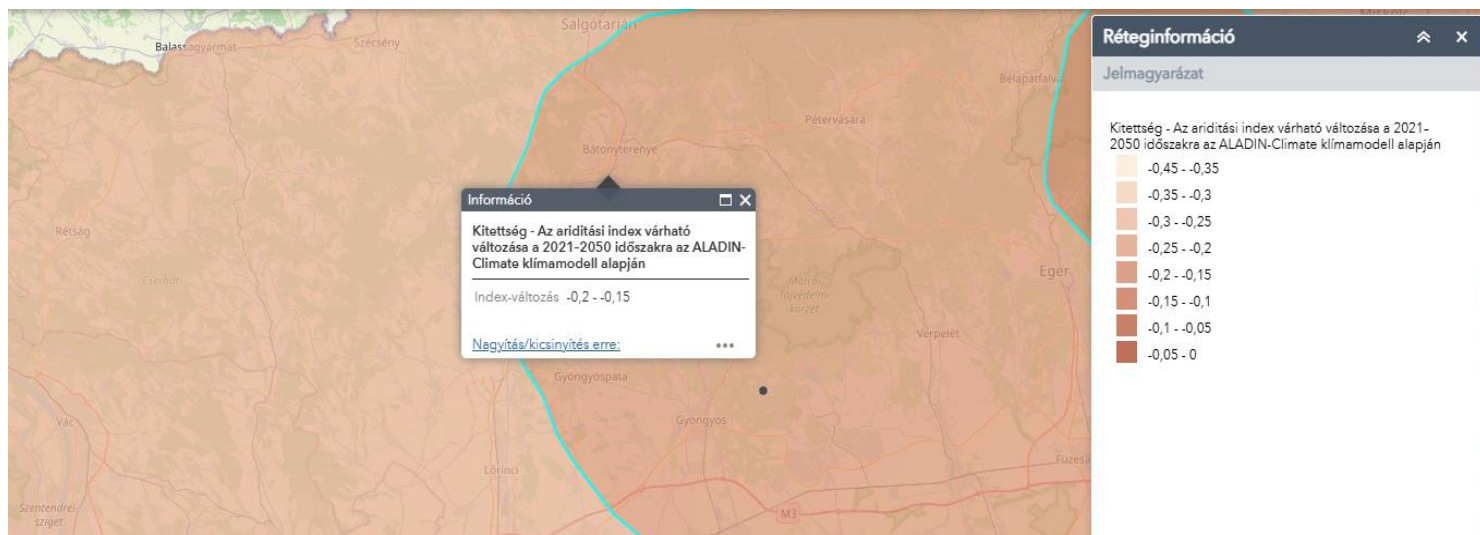 Salgótarján
Miskolc
Balassagyarmat
Szécsény
Bélapátfalva
Pétervására
Bátonyterenye
Rétság
Cserhát
Mátrai
Tájvédelmi
körzet
Eger
Verpelét
Gyöngyöspata
Gyöngyös
Vác
Lőrinci
Füzesa
Szentendrei-
sziget
M3
Információ
Kitettség - Az ariditási index várható
változása a 2021-2050 időszakra az ALADIN-
Climate klímamodell alapján
Index-változás -0,2 - -0,15
Nagyítás/kicsinyítés erre:
Réteginformáció
Jelmagyarázat
Kitettség - Az ariditási index várható változása a 2021-
2050 időszakra az ALADIN-Climate klímamodell alapján
-0,45 - -0,35
-0,35 - -0,3
-0,3 - -0,25
-0,25 - -0,2
-0,2 - -0,15
-0,15 - -0,1
-0,1 - -0,05
-0,05 - 0